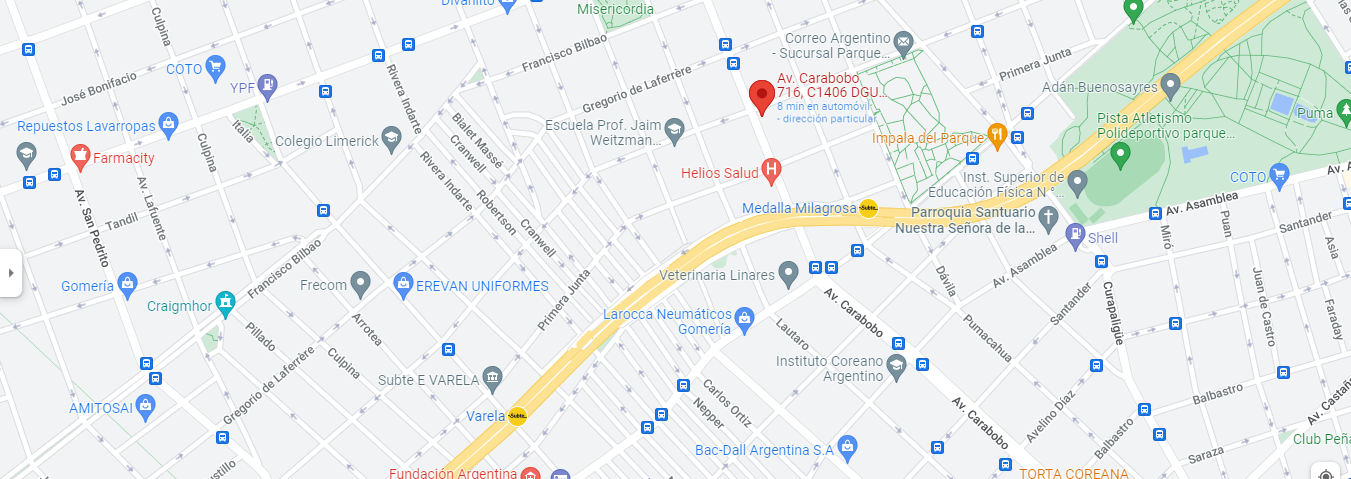 Divanlito
Misericordia
Culpina
Francisco Bilbao
Correo Argentino
- Sucursal Parque...
Primera Junta
COTO
José Bonifacio
YPF
Rivera Indarte
Gregorio de Laferrère
Av. Carabobo
716, C1406 DGU...
8 min en automóvil
- dirección particular
Adán Buenosayres
Puma
Pista Atletismo
Polideportivo parque...
Repuestos Lavarropas
Italia
Culpina
Colegio Limerick
Bialet Massé
Cranwell
Escuela Prof. Jaim
Weitzman...
Impala del Parque
Farmacity
Rivera Indarte
Helios Salud
Inst. Superior de
Educación Física N.°...
COTO
Av. A
Av. San Pedrito
Av. Lafuente
Robertson
Cranwell
Medalla Milagrosa
Subte
Parroquia Santuario
Nuestra Señora de la...
Av. Asamblea
Tandil
Shell
Miró
Puan
Santander
Asia
Francisco Bilbao
Av. Asamblea
Gomería
Frecom
EREVAN UNIFORMES
Primera Junta
Veterinaria Linares
Dávila
Santander
Curapaligüe
Juan de Castro
Faraday
Craigmhor
Av. Carabobo
Larocca Neumáticos
Gomería
Lautaro
Pumacahua
Pillado
Arrotea
Culpina
Gregorio de Laferrère
Subte E VARELA
Instituto Coreano
Argentino
Carlos Ortiz
Nepper
Av. Carabobo
Avelino Díaz
Balbastro
Balbastro
Av. Castaña
AMITOSAI
Varela
Subte
Bac-Dall Argentina S.A
Saraza
Club Peña
Castillo
Fundación Argentina
TORTA COREANA